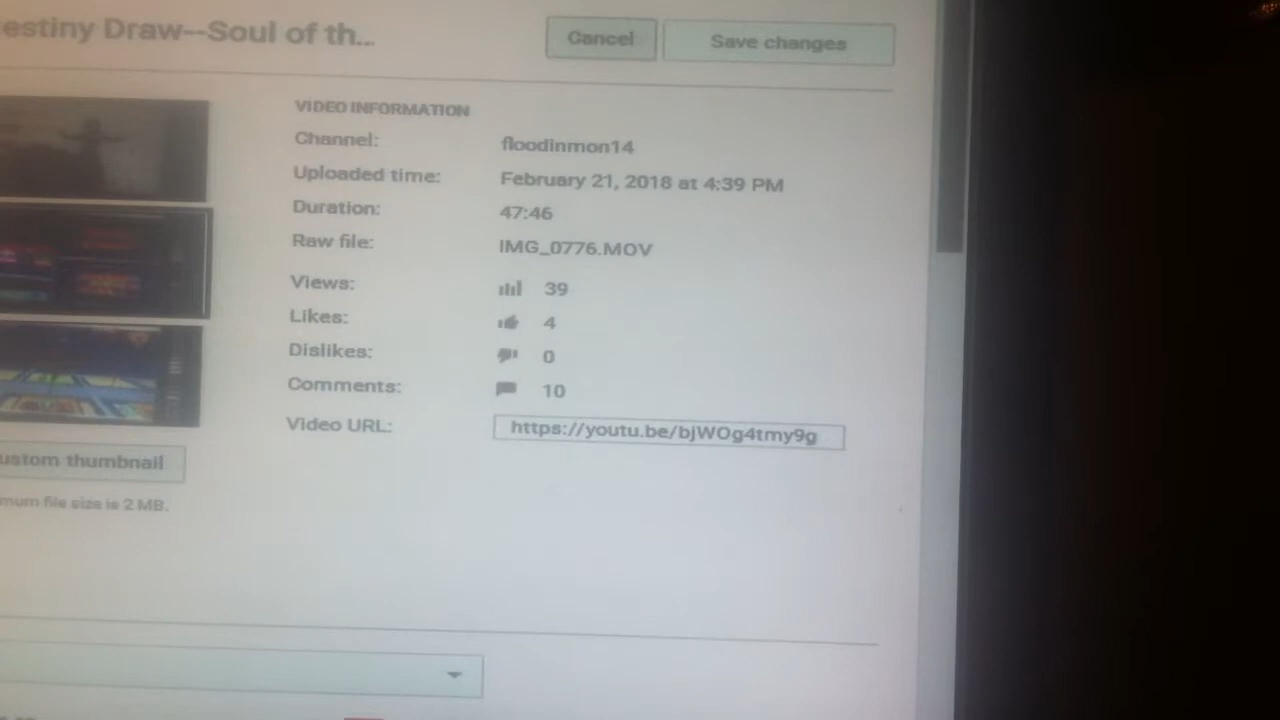 estiny Draw--Soul of th...
Cancel
Save changes
VIDEO INFORMATION
Channel: floodinmon14
Uploaded time: February 21, 2018 at 4:39 PM
Duration: 47:46
Raw file: IMG_0776.MOV
Views: 39
Likes: 4
Dislikes: 0
Comments: 10
Video URL: https://youtu.be/bjWOg4tmy9g
ustom thumbnail
mum file size is 2 MB.